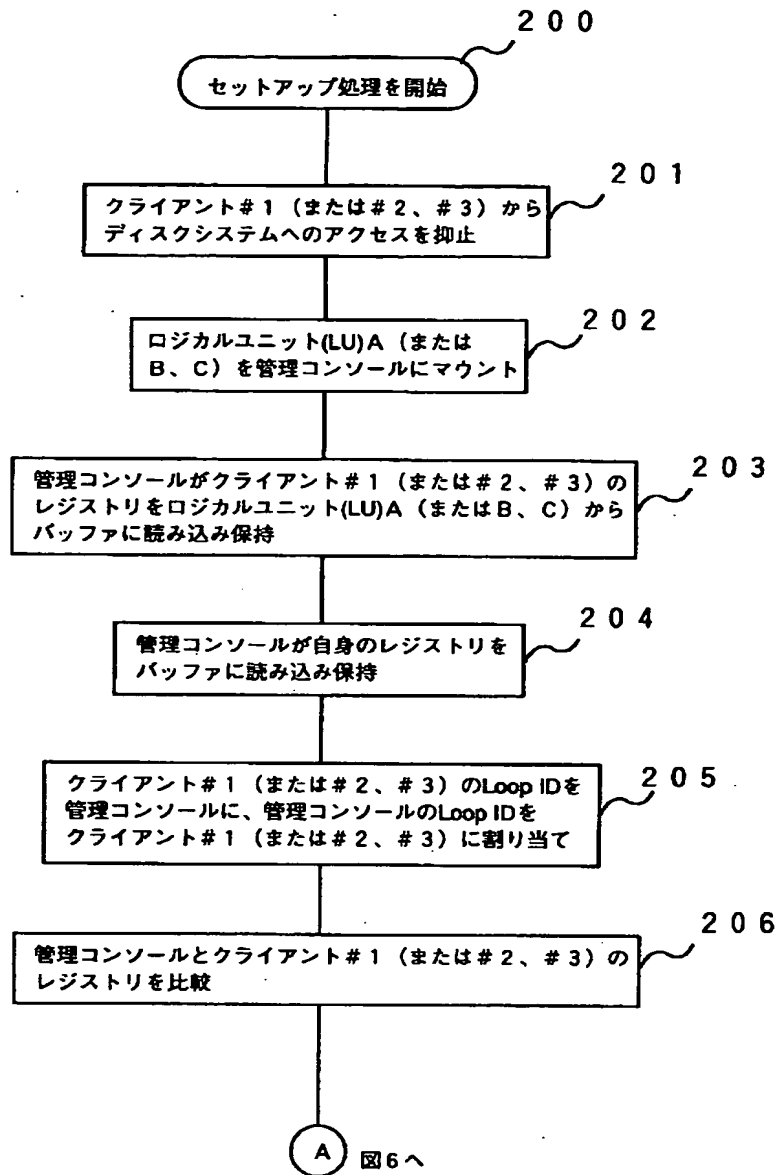 200
セットアップ処理を開始
201
クライアント#1(または#2、#3)から
ディスクシステムへのアクセスを抑止
202
ロジカルユニット(LU)A(または
B、C)を管理コンソールにマウント
203
管理コンソールがクライアント#1(または#2、#3)の
レジストリをロジカルユニット(LU)A(またはB、C)から
バッファに読み込み保持
204
管理コンソールが自身のレジストリを
バッファに読み込み保持
205
クライアント#1(または#2、#3)のLoop IDを
管理コンソールに、管理コンソールのLoop IDを
クライアント#1(または#2、#3)に割り当て
206
管理コンソールとクライアント#1(または#2、#3)の
レジストリを比較
A 図6へ